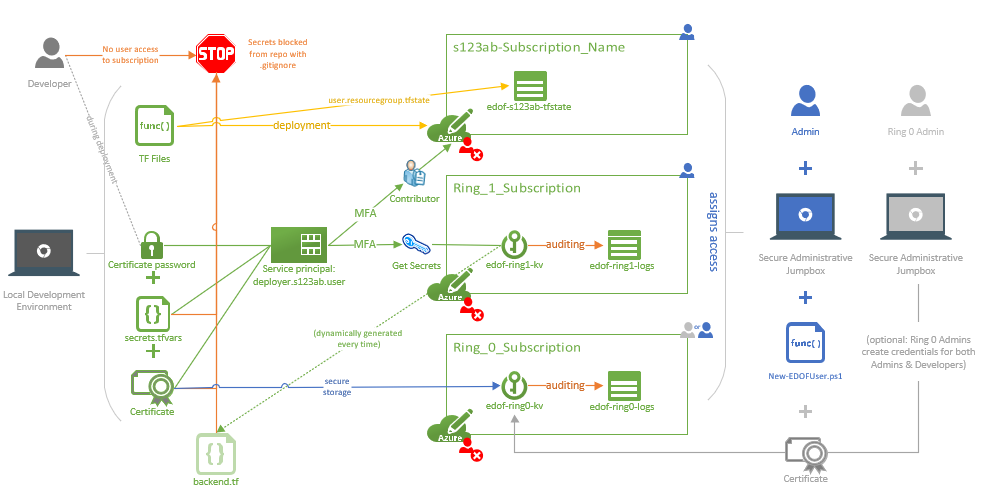 No user access
to subscription
STOP
Secrets blocked
from repo with
.gitignore
Developer
during deployment
func( )
TF Files
user.resourcegroup.tfstate
deployment
s123ab-Subscription_Name
edof-s123ab-tfstate
Azure
Contributor
MFA
MFA
Get Secrets
Ring_1_Subscription
edof-ring1-kv
auditing
edof-ring1-logs
Azure
Certificate password
+
{ }
secrets.tfvars
+
Certificate
Local Development
Environment
Service principal:
deployer.s123ab.user
(dynamically generated
every time)
secure
storage
Ring_0_Subscription
or
edof-ring0-kv
auditing
edof-ring0-logs
Azure
{ }
backend.tf
assigns access
Admin
+
Secure Administrative
Jumpbox
+
func( )
New-EDOFUser.ps1
+
Certificate
Ring 0 Admin
+
Secure Administrative
Jumpbox
(optional: Ring 0 Admins
create credentials for both
Admins & Developers)